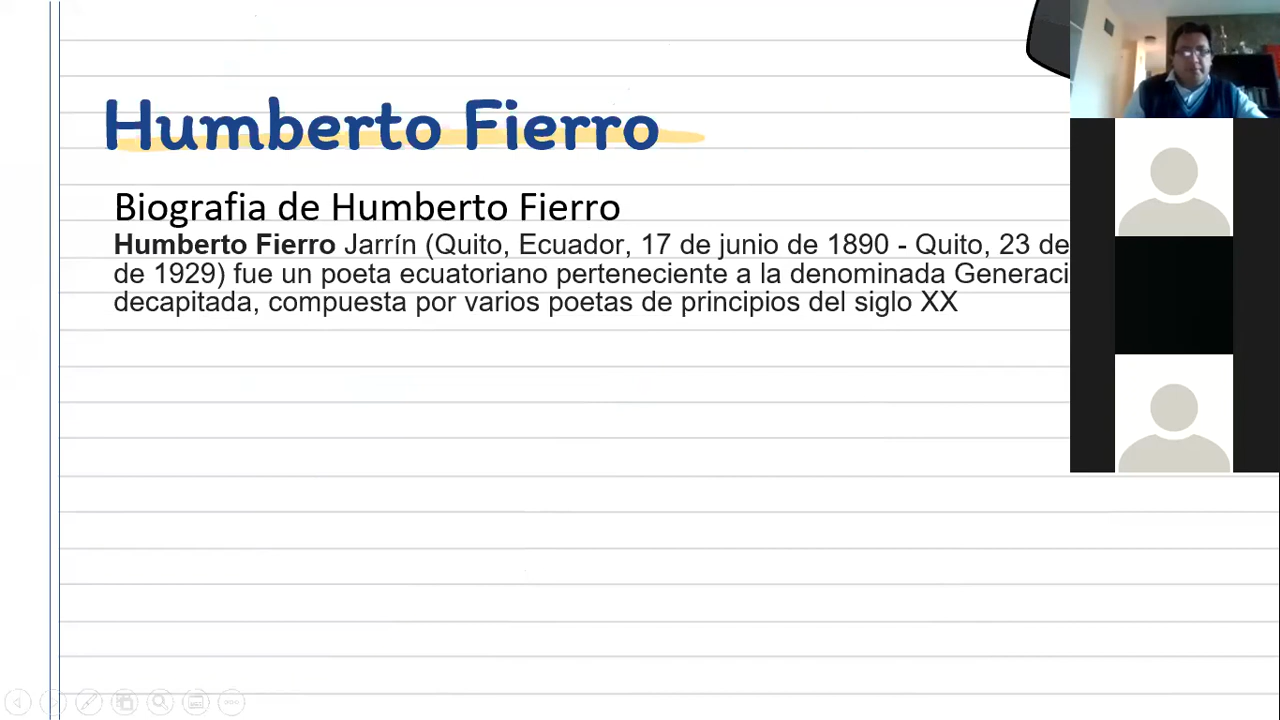 Humberto Fierro
Biografia de Humberto Fierro
Humberto Fierro Jarrín (Quito, Ecuador, 17 de junio de 1890 - Quito, 23 de
de 1929) fue un poeta ecuatoriano perteneciente a la denominada Generaci
decapitada, compuesta por varios poetas de principios del siglo XX